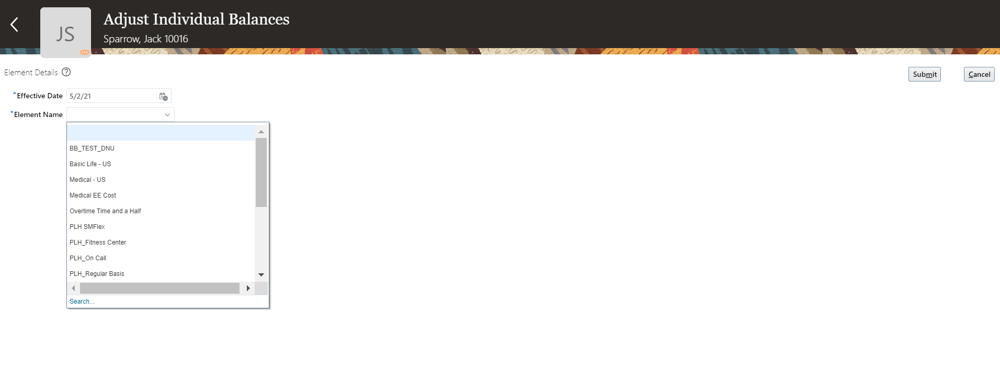 JS
Adjust Individual Balances
Sparrow, Jack 10016
Element Details
Submit
Cancel
*Effective Date 5/2/21
*Element Name
BB_TEST_DNU
Basic Life - US
Medical - US
Medical EE Cost
Overtime Time and a Half
PLH SMFlex
PLH_Fitness Center
PLH_On Call
PLH_Regular Basis
Search...